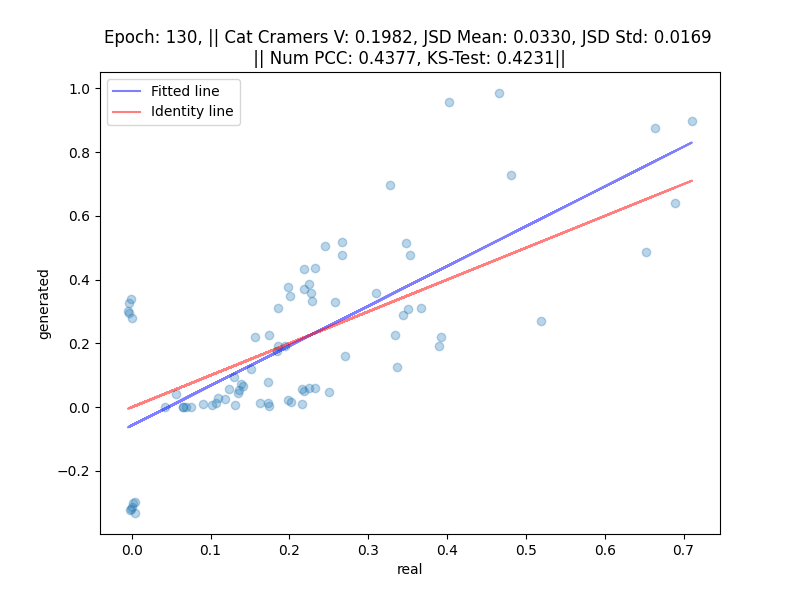 Epoch: 130, || Cat Cramers V: 0.1982, JSD Mean: 0.0330, JSD Std: 0.0169
|| Num PCC: 0.4377, KS-Test: 0.4231||
Fitted line
Identity line
1.0
0.8
0.6
0.4
0.2
0.0
−0.2
generated
0.0 0.1 0.2 0.3 0.4 0.5 0.6 0.7
real